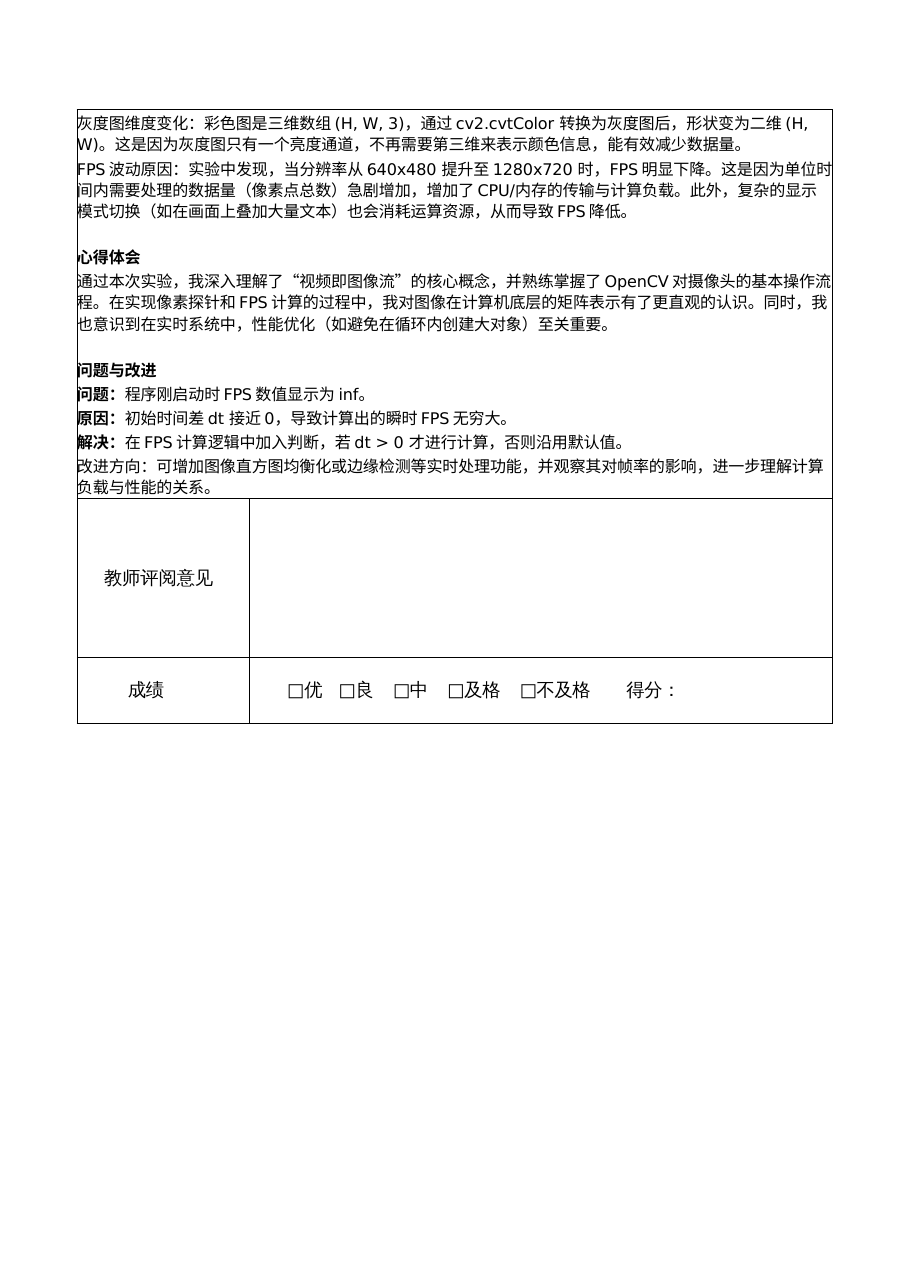 灰度图维度变化：彩色图是三维数组 (H, W, 3)，通过 cv2.cvtColor 转换为灰度图后，形状变为二维 (H,
W)。这是因为灰度图只有一个亮度通道，不再需要第三维来表示颜色信息，能有效减少数据量。
FPS 波动原因：实验中发现，当分辨率从 640x480 提升至 1280x720 时，FPS 明显下降。这是因为单位时
间内需要处理的数据量（像素点总数）急剧增加，增加了 CPU/内存的传输与计算负载。此外，复杂的显示
模式切换（如在画面上叠加大量文本）也会消耗运算资源，从而导致 FPS 降低。
心得体会
通过本次实验，我深入理解了“视频即图像流”的核心概念，并熟练掌握了 OpenCV 对摄像头的基本操作流
程。在实现像素探针和 FPS 计算的过程中，我对图像在计算机底层的矩阵表示有了更直观的认识。同时，我
也意识到在实时系统中，性能优化（如避免在循环内创建大对象）至关重要。
问题与改进
问题：程序刚启动时 FPS 数值显示为 inf。
原因：初始时间差 dt 接近 0，导致计算出的瞬时 FPS 无穷大。
解决：在 FPS 计算逻辑中加入判断，若 dt > 0 才进行计算，否则沿用默认值。
改进方向：可增加图像直方图均衡化或边缘检测等实时处理功能，并观察其对帧率的影响，进一步理解计算
负载与性能的关系。
教师评阅意见
成绩 □优 □良 □中 □及格 □不及格 得分：